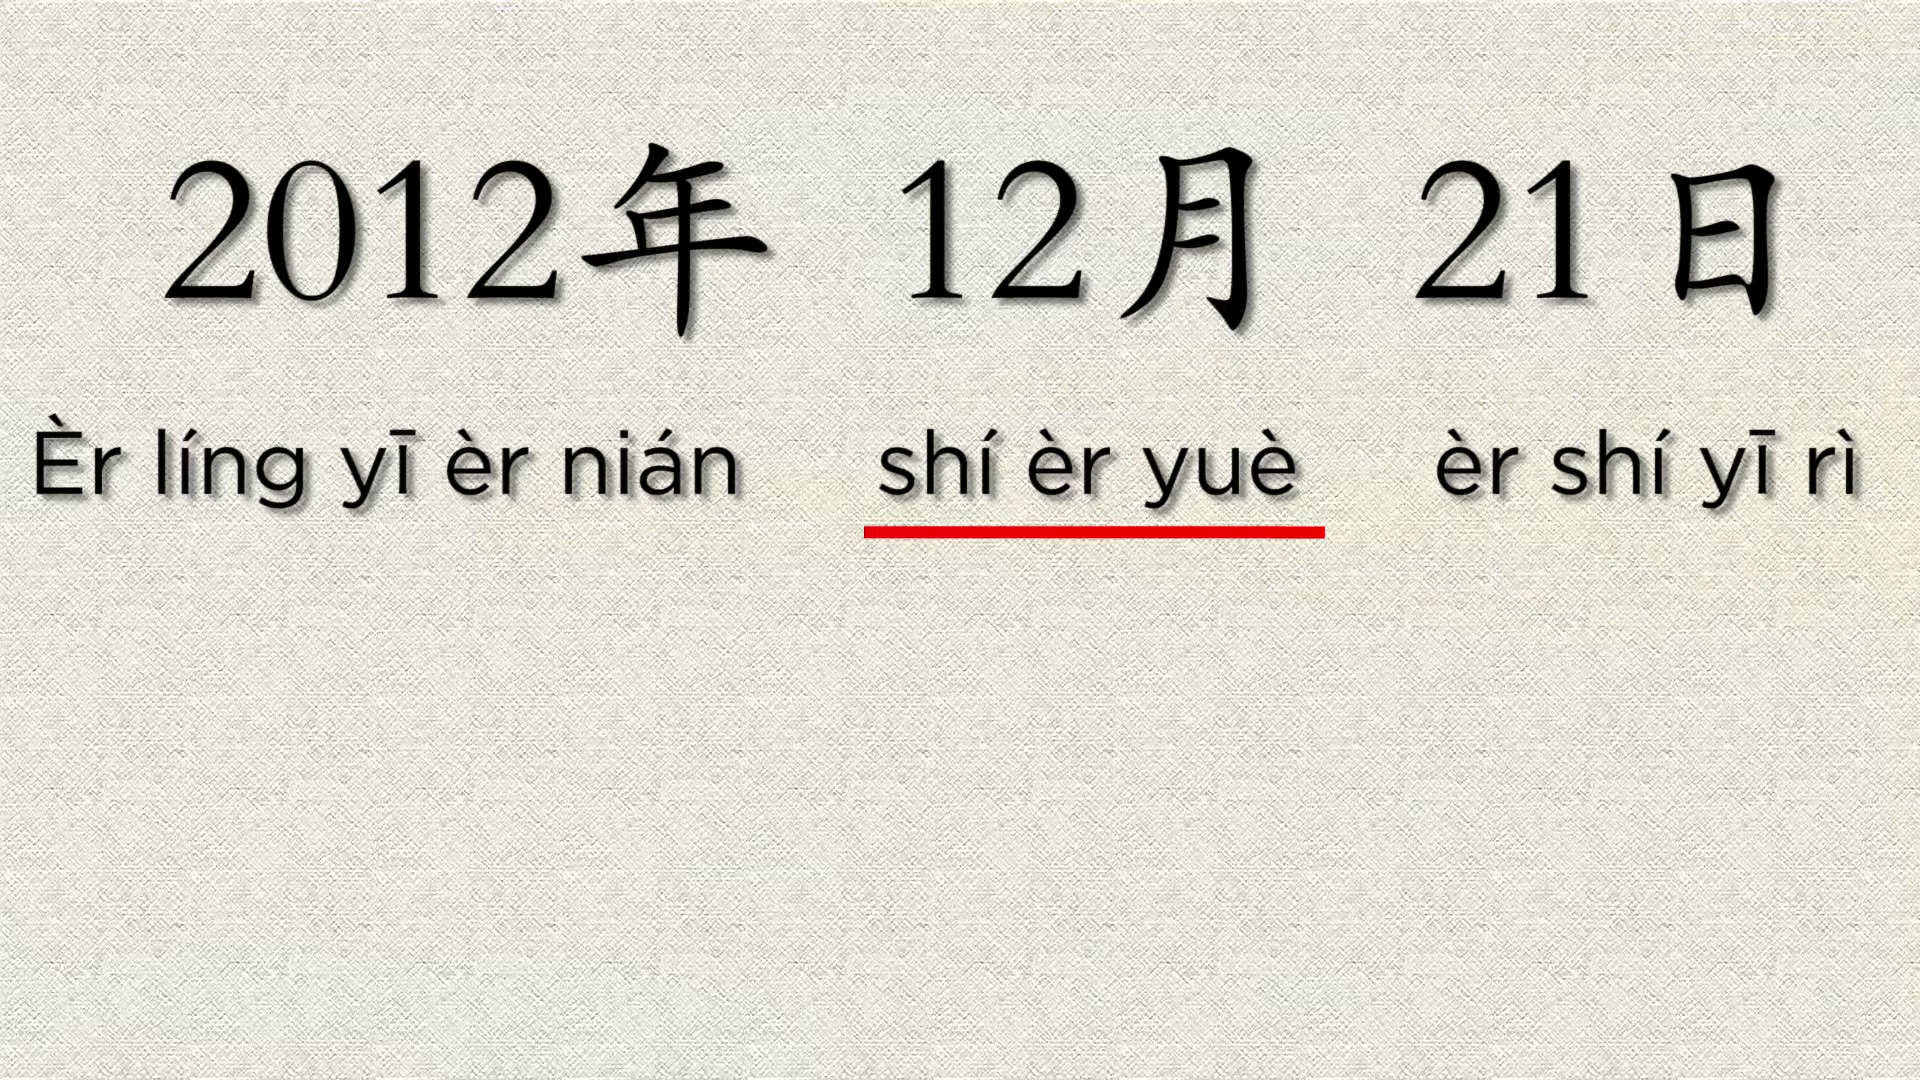 2012年 12月 21日
Èr líng yī èr nián shí èr yuè èr shí yī rì